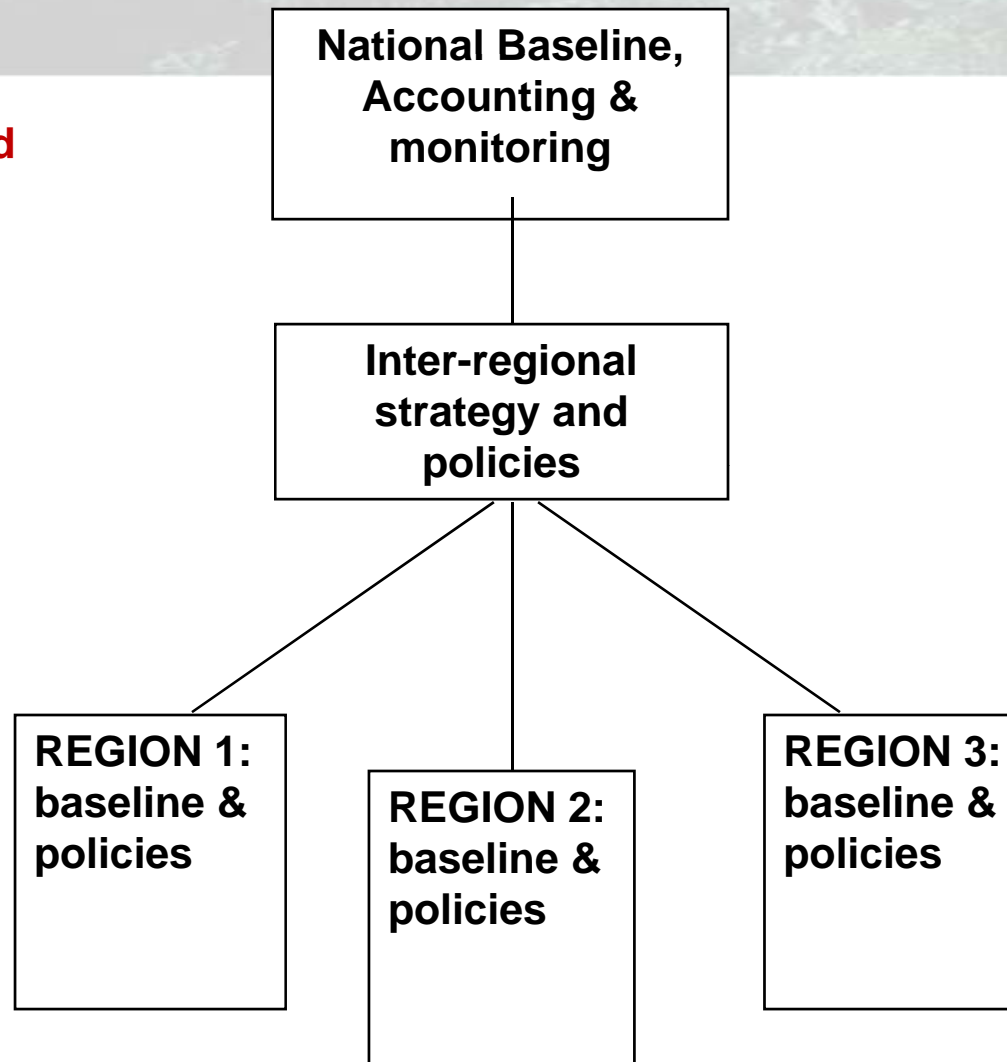 National Baseline,
Accounting &
monitoring
d
Inter-regional
strategy and
policies
REGION 1:
baseline &
policies
REGION 2:
baseline &
policies
REGION 3:
baseline &
policies